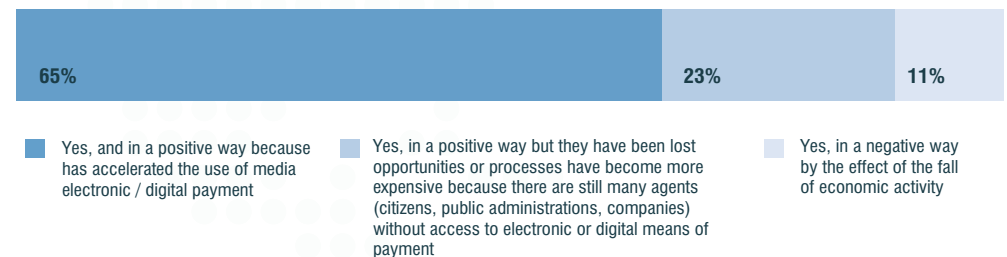 65%
23%
11%
Yes, and in a positive way because
has accelerated the use of media
electronic / digital payment
Yes, in a positive way but they have been lost
opportunities or processes have become more
expensive because there are still many agents
(citizens, public administrations, companies)
without access to electronic or digital means of
payment
Yes, in a negative way
by the effect of the fall
of economic activity